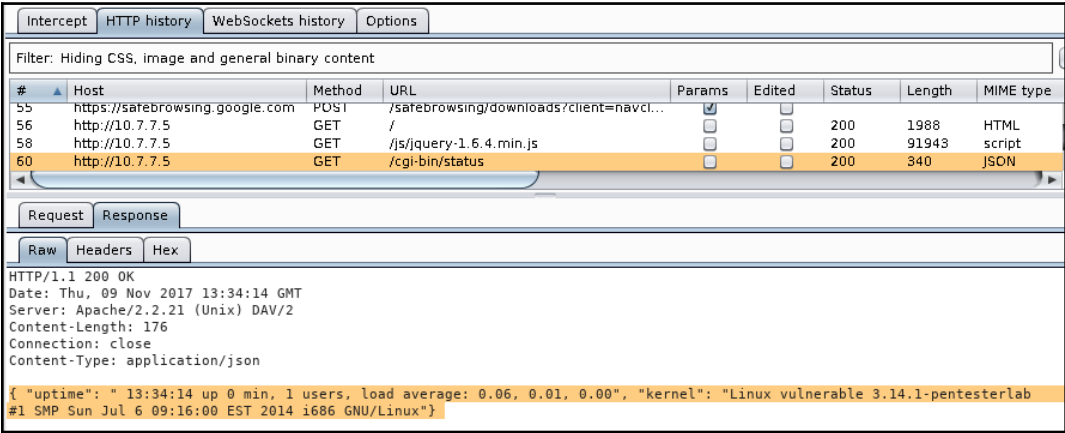 Intercept HTTP history WebSockets history Options
Filter: Hiding CSS, image and general binary content
# Host Method URL Params Edited Status Length MIME type
55 https://safebrowsing.google.com POST /safebrowsing/downloads?client=navcl...
56 http://10.7.7.5 GET / 200 1988 HTML
58 http://10.7.7.5 GET /js/jquery-1.6.4.min.js 200 91943 script
60 http://10.7.7.5 GET /cgi-bin/status 200 340 JSON
Request Response
Raw Headers Hex
HTTP/1.1 200 OK
Date: Thu, 09 Nov 2017 13:34:14 GMT
Server: Apache/2.2.21 (Unix) DAV/2
Content-Length: 176
Connection: close
Content-Type: application/json
{ "uptime": " 13:34:14 up 0 min, 1 users, load average: 0.06, 0.01, 0.00", "kernel": "Linux vulnerable 3.14.1-pentesterlab
#1 SMP Sun Jul 6 09:16:00 EST 2014 i686 GNU/Linux"}